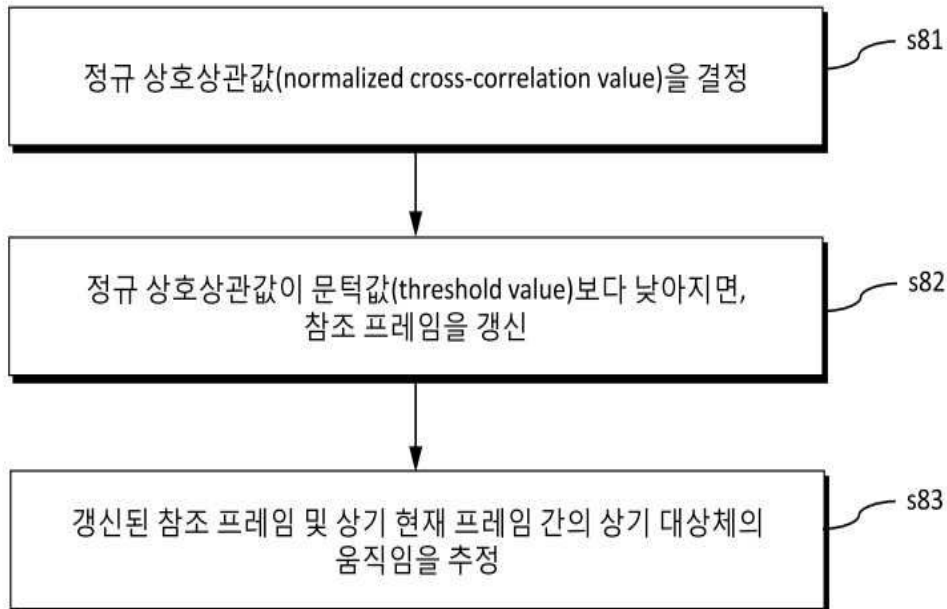 s81
정규 상호상관값(normalized cross-correlation value)을 결정
s82
정규 상호상관값이 문턱값(threshold value)보다 낮아지면,
참조 프레임을 갱신
s83
갱신된 참조 프레임 및 상기 현재 프레임 간의 상기 대상체의
움직임을 추정